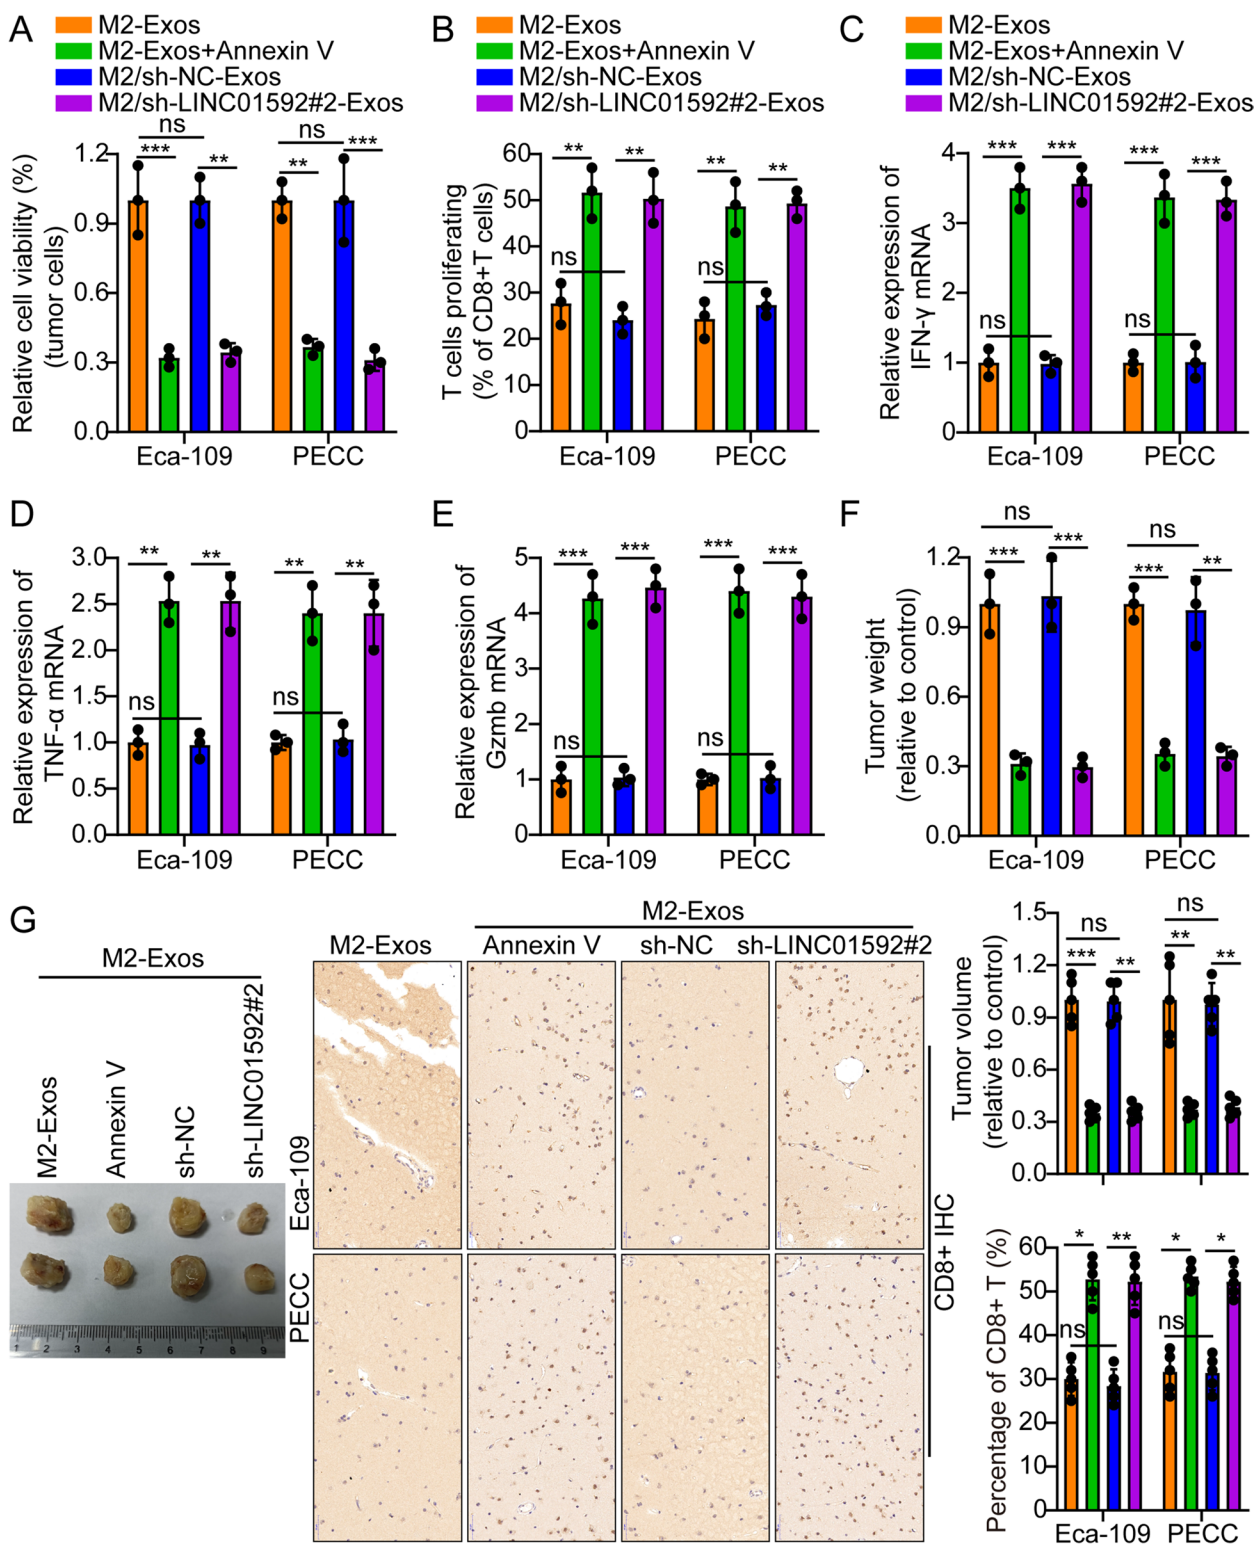 A
M2-Exos
M2-Exos+Annexin V
M2/sh-NC-Exos
M2/sh-LINC01592#2-Exos
Relative cell viability (%)
(tumor cells)
1.2
0.9
0.6
0.3
0.0
ns
***
**
ns
**
***
Eca-109
PECC
B
M2-Exos
M2-Exos+Annexin V
M2/sh-NC-Exos
M2/sh-LINC01592#2-Exos
T cells proliferating
(% of CD8+T cells)
60
50
40
30
20
10
0
**
**
ns
**
**
ns
Eca-109
PECC
C
M2-Exos
M2-Exos+Annexin V
M2/sh-NC-Exos
M2/sh-LINC01592#2-Exos
Relative expression of
IFN-γ mRNA
4
3
2
1
0
***
***
ns
***
***
ns
Eca-109
PECC
D
Relative expression of
TNF-α mRNA
3.0
2.5
2.0
1.5
1.0
0.5
0.0
**
**
ns
**
**
ns
Eca-109
PECC
E
Relative expression of
Gzmb mRNA
5
4
3
2
1
0
***
***
ns
***
***
ns
Eca-109
PECC
F
Tumor weight
(relative to control)
1.2
0.9
0.6
0.3
0.0
ns
***
***
ns
***
**
Eca-109
PECC
G
M2-Exos
M2-Exos
Annexin V
sh-NC
sh-LINC01592#2
1 2 3 4 5 6 7 8 9
M2-Exos
M2-Exos
Annexin V
sh-NC
sh-LINC01592#2
Eca-109
PECC
CD8+ IHC
Tumor volume
(relative to control)
1.5
1.2
0.9
0.6
0.3
0.0
ns
***
**
ns
**
**
Percentage of CD8+ T (%)
60
50
40
30
20
10
0
*
**
ns
*
*
ns
Eca-109
PECC